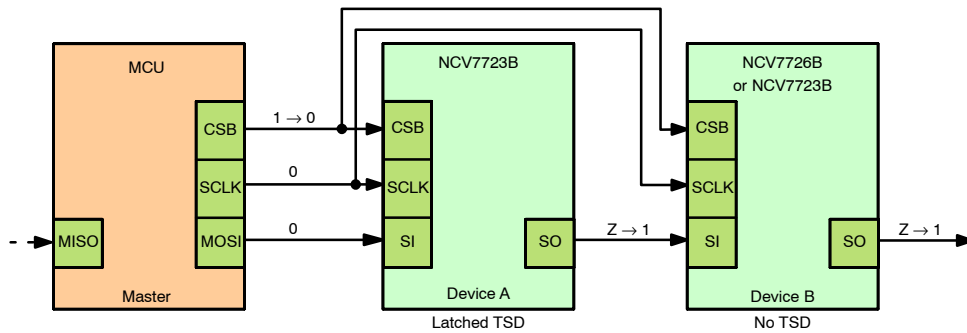 MCU
NCV7723B
NCV7726B
or NCV7723B
CSB
1 → 0
CSB
CSB
SCLK
0
SCLK
SCLK
MISO
MOSI
0
SI
SO
Z → 1
SI
SO
Z → 1
Master
Device A
Device B
Latched TSD
No TSD